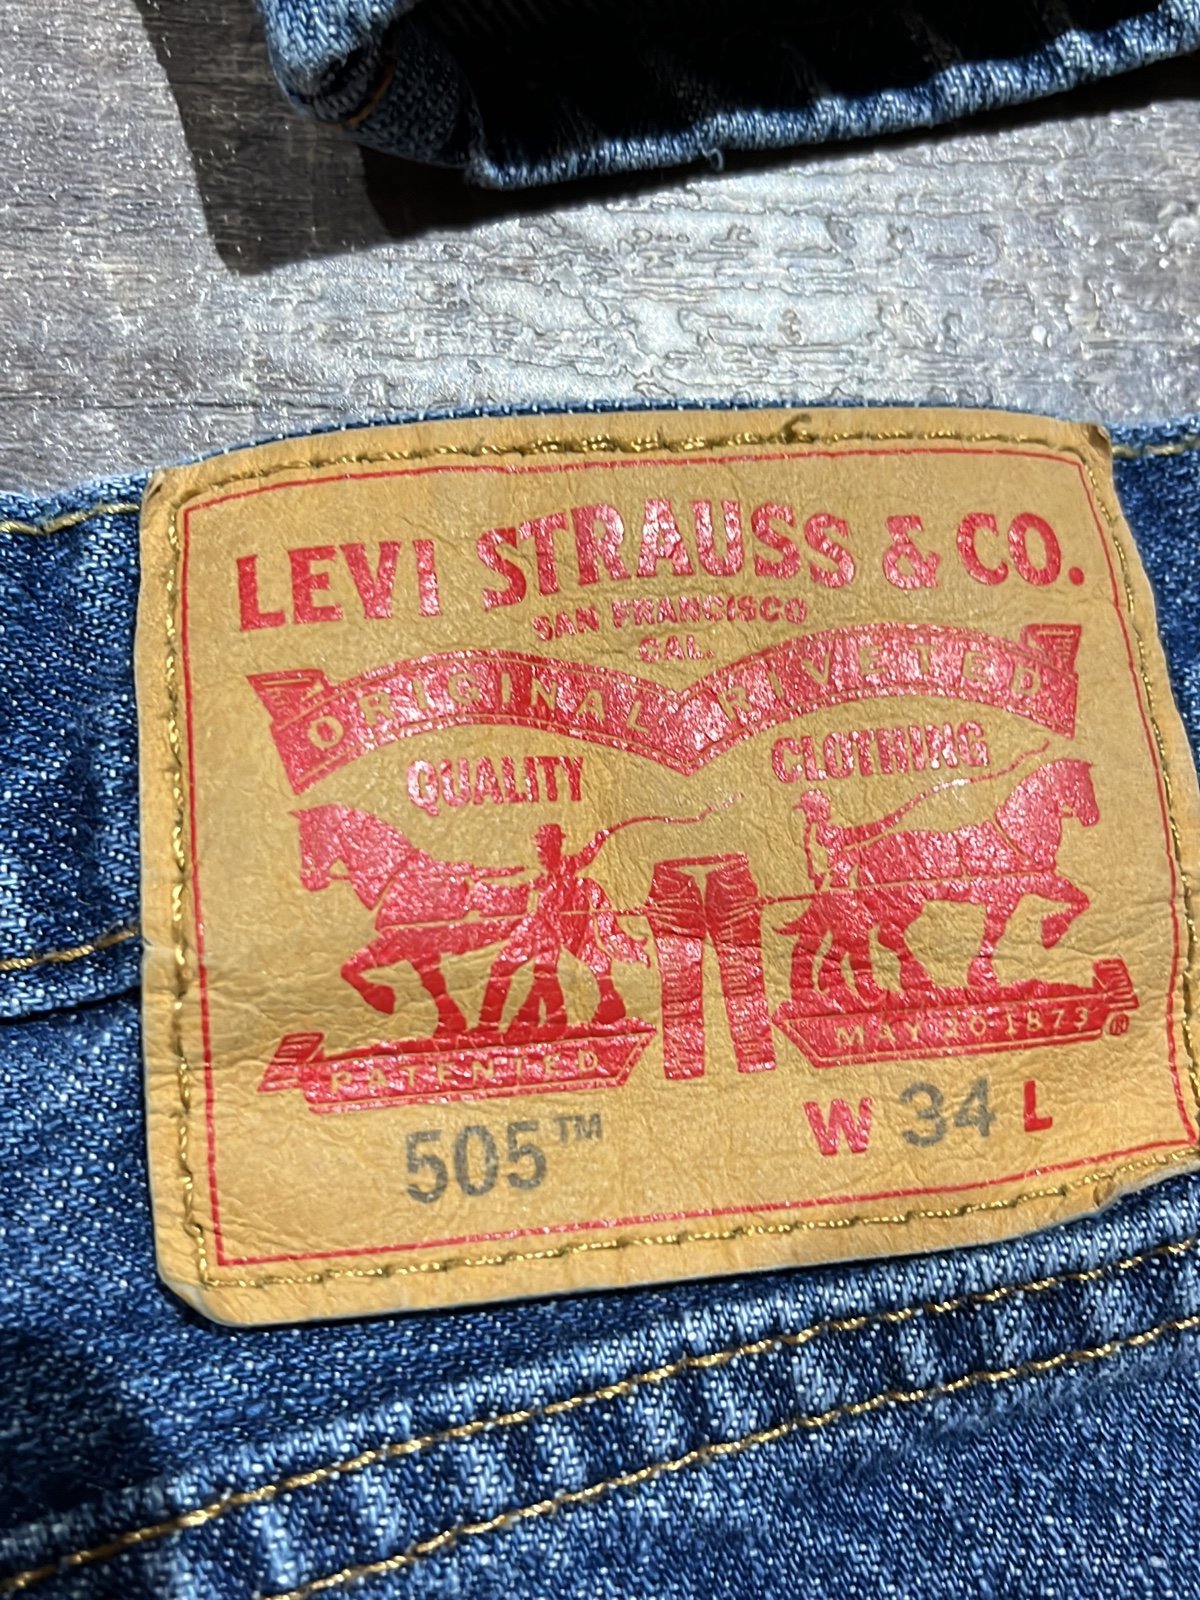 LEVI STRAUSS & CO.
SAN FRANCISCO
CAL.
ORIGINAL RIVETED
QUALITY CLOTHING
PATENTED MAY 20 1873 ®
505™ W 34 L